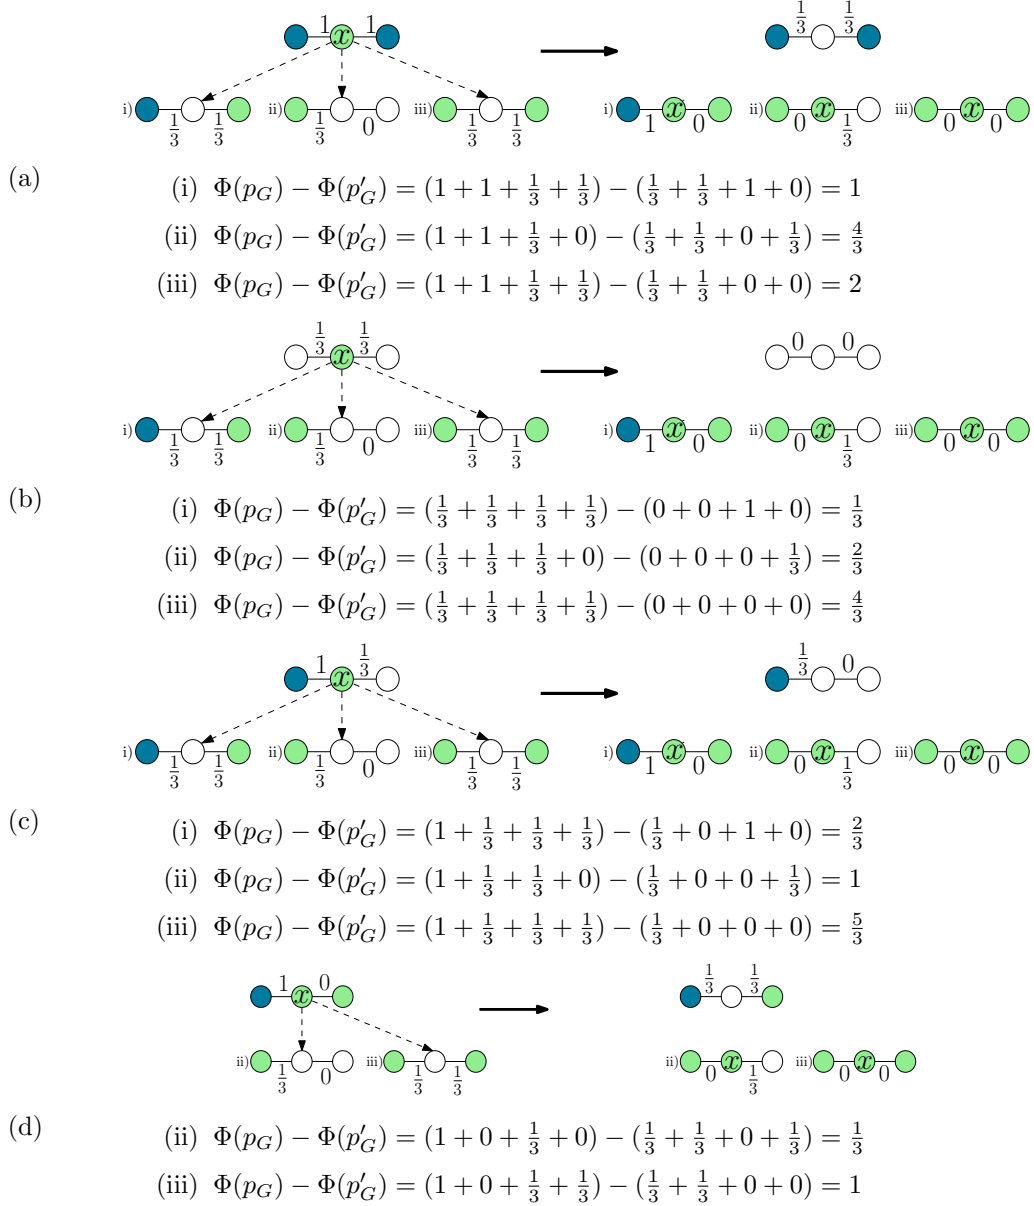 1 x 1 1/3 1/3
i) 1/3 1/3 ii) 1/3 0 iii) 1/3 1/3 i) 1 x 0 ii) 0 x 1/3 iii) 0 x 0
(a)
(i) Φ(p_G) − Φ(p′_G) = (1 + 1 + 1/3 + 1/3) − (1/3 + 1/3 + 1 + 0) = 1
(ii) Φ(p_G) − Φ(p′_G) = (1 + 1 + 1/3 + 0) − (1/3 + 1/3 + 0 + 1/3) = 4/3
(iii) Φ(p_G) − Φ(p′_G) = (1 + 1 + 1/3 + 1/3) − (1/3 + 1/3 + 0 + 0) = 2
1/3 x 1/3 0 0
i) 1/3 1/3 ii) 1/3 0 iii) 1/3 1/3 i) 1 x 0 ii) 0 x 1/3 iii) 0 x 0
(b)
(i) Φ(p_G) − Φ(p′_G) = (1/3 + 1/3 + 1/3 + 1/3) − (0 + 0 + 1 + 0) = 1/3
(ii) Φ(p_G) − Φ(p′_G) = (1/3 + 1/3 + 1/3 + 0) − (0 + 0 + 0 + 1/3) = 2/3
(iii) Φ(p_G) − Φ(p′_G) = (1/3 + 1/3 + 1/3 + 1/3) − (0 + 0 + 0 + 0) = 4/3
1 x 1/3 1/3 0
i) 1/3 1/3 ii) 1/3 0 iii) 1/3 1/3 i) 1 x 0 ii) 0 x 1/3 iii) 0 x 0
(c)
(i) Φ(p_G) − Φ(p′_G) = (1 + 1/3 + 1/3 + 1/3) − (1/3 + 0 + 1 + 0) = 2/3
(ii) Φ(p_G) − Φ(p′_G) = (1 + 1/3 + 1/3 + 0) − (1/3 + 0 + 0 + 1/3) = 1
(iii) Φ(p_G) − Φ(p′_G) = (1 + 1/3 + 1/3 + 1/3) − (1/3 + 0 + 0 + 0) = 5/3
1 x 0 1/3 1/3
ii) 1/3 0 iii) 1/3 1/3 ii) 0 x 1/3 iii) 0 x 0
(d)
(ii) Φ(p_G) − Φ(p′_G) = (1 + 0 + 1/3 + 0) − (1/3 + 1/3 + 0 + 1/3) = 1/3
(iii) Φ(p_G) − Φ(p′_G) = (1 + 0 + 1/3 + 1/3) − (1/3 + 1/3 + 0 + 0) = 1